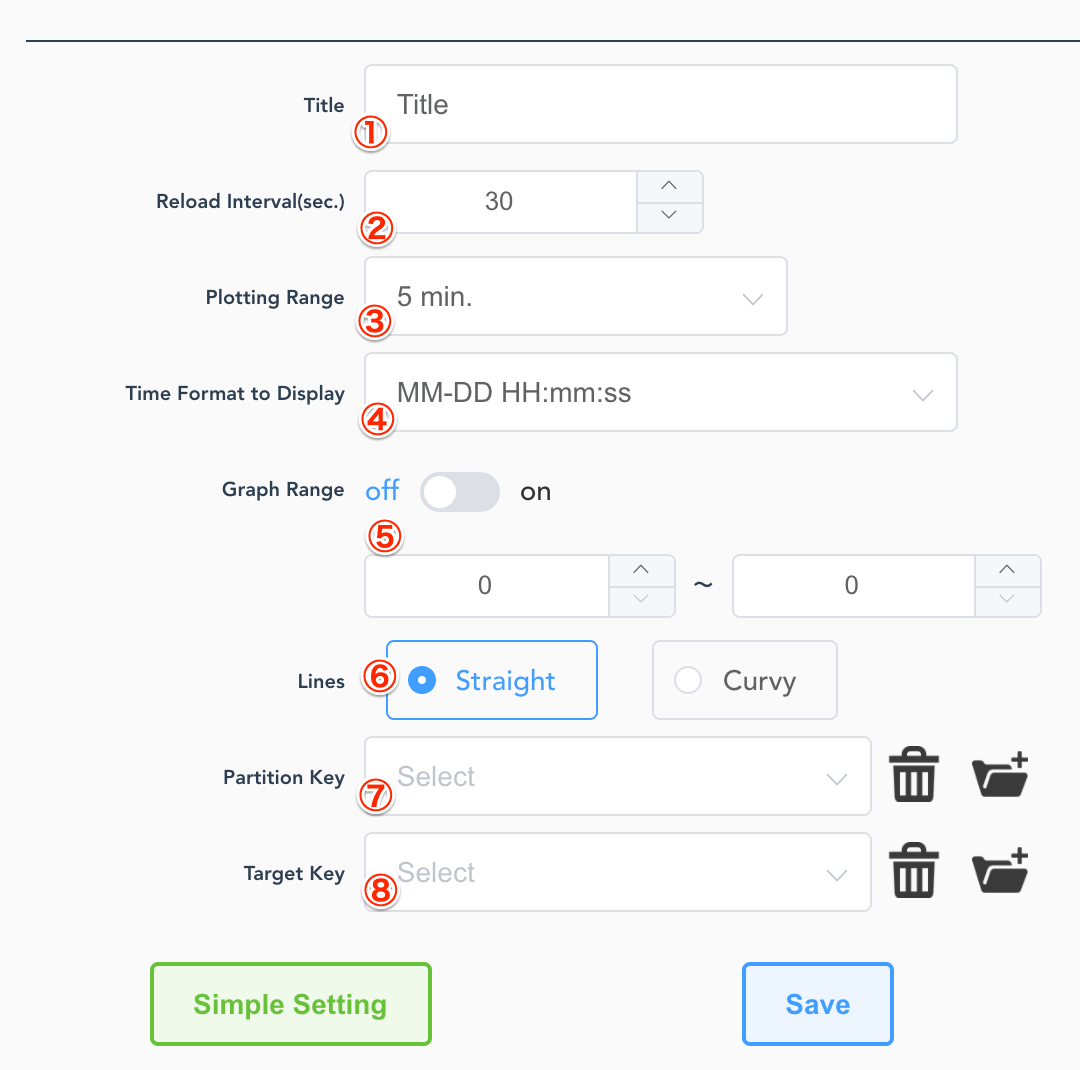 Title Title
①
Reload Interval(sec.) 30
②
Plotting Range 5 min.
③
Time Format to Display MM-DD HH:mm:ss
④
Graph Range off on
⑤
0 ~ 0
Lines ⑥ Straight Curvy
Partition Key Select
⑦
Target Key Select
⑧
Simple Setting Save